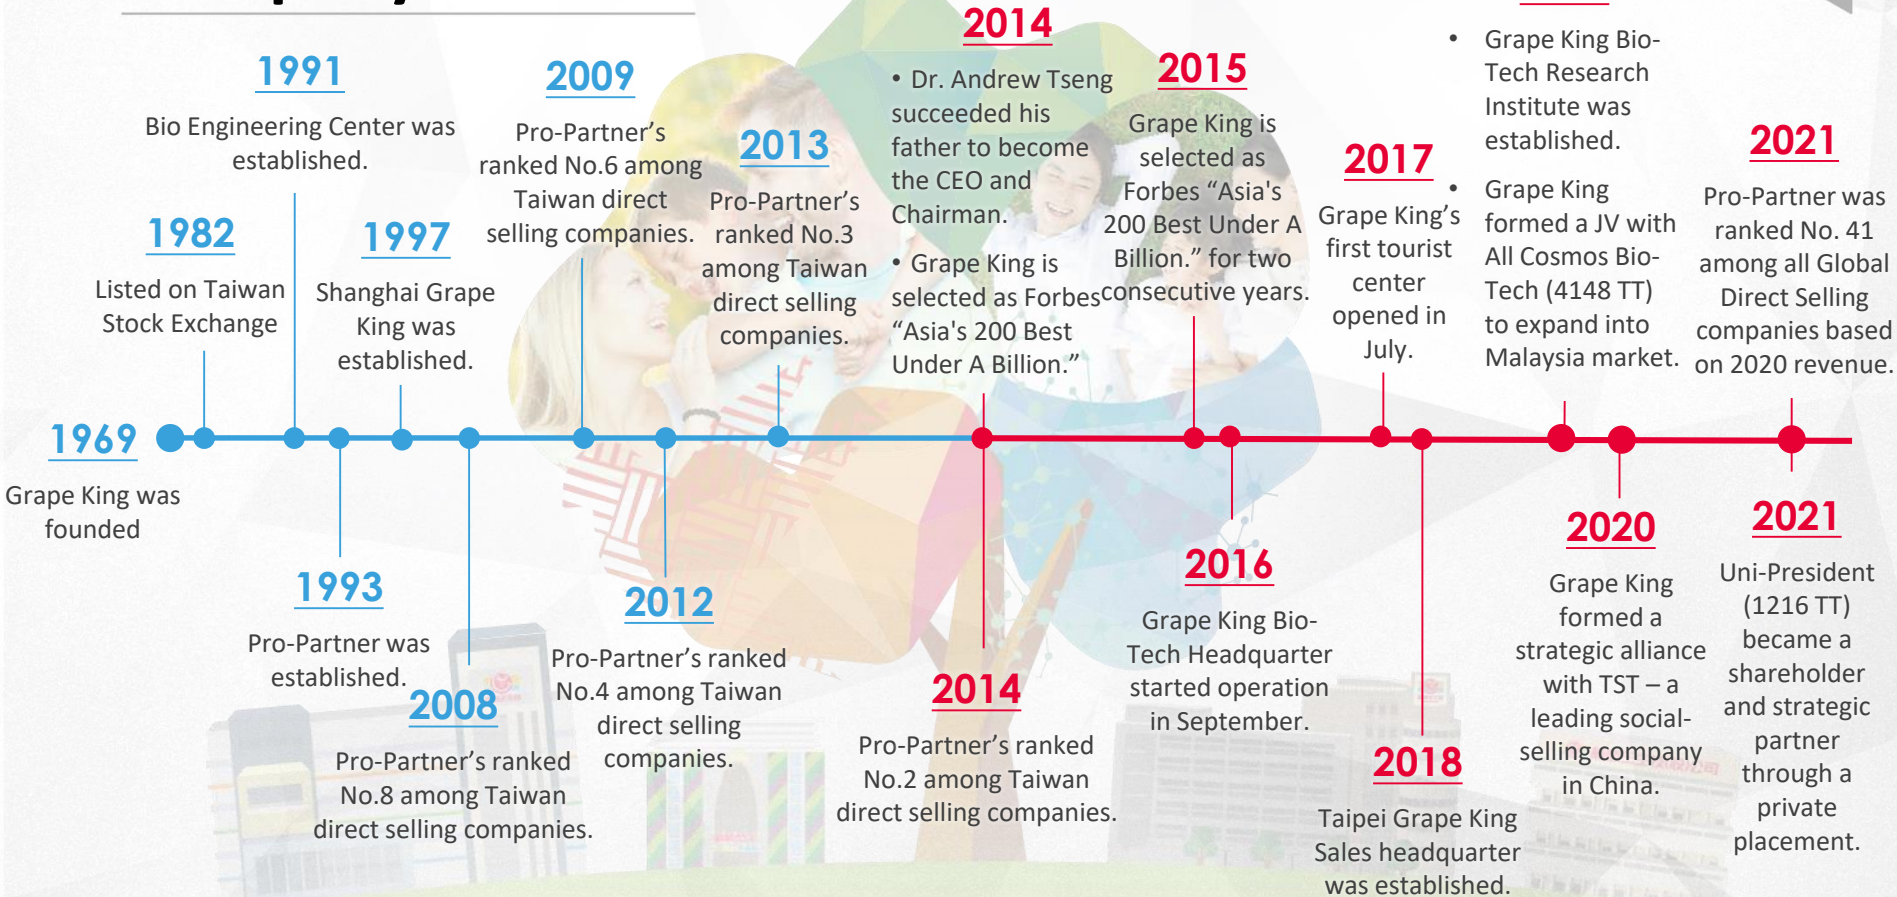 1969
Grape King was
founded
1982
Listed on Taiwan
Stock Exchange
1991
Bio Engineering Center was
established.
1993
Pro-Partner was
established.
1997
Shanghai Grape
King was
established.
2008
Pro-Partner's ranked
No.8 among Taiwan
direct selling companies.
2009
Pro-Partner's
ranked No.6 among
Taiwan direct
selling companies.
2012
Pro-Partner's ranked
No.4 among Taiwan
direct selling
companies.
2013
Pro-Partner's
ranked No.3
among Taiwan
direct selling
companies.
2014
• Dr. Andrew Tseng
succeeded his
father to become
the CEO and
Chairman.
• Grape King is
selected as Forbes
“Asia's 200 Best
Under A Billion.”
2014
Pro-Partner's ranked
No.2 among Taiwan
direct selling companies.
2015
Grape King is
selected as
Forbes “Asia's
200 Best Under A
Billion.” for two
consecutive years.
2016
Grape King Bio-
Tech Headquarter
started operation
in September.
2017
Grape King's
first tourist
center
opened in
July.
2018
Taipei Grape King
Sales headquarter
was established.
• Grape King Bio-
Tech Research
Institute was
established.
• Grape King
formed a JV with
All Cosmos Bio-
Tech (4148 TT)
to expand into
Malaysia market.
2020
Grape King
formed a
strategic alliance
with TST – a
leading social-
selling company
in China.
2021
Pro-Partner was
ranked No. 41
among all Global
Direct Selling
companies based
on 2020 revenue.
2021
Uni-President
(1216 TT)
became a
shareholder
and strategic
partner
through a
private
placement.